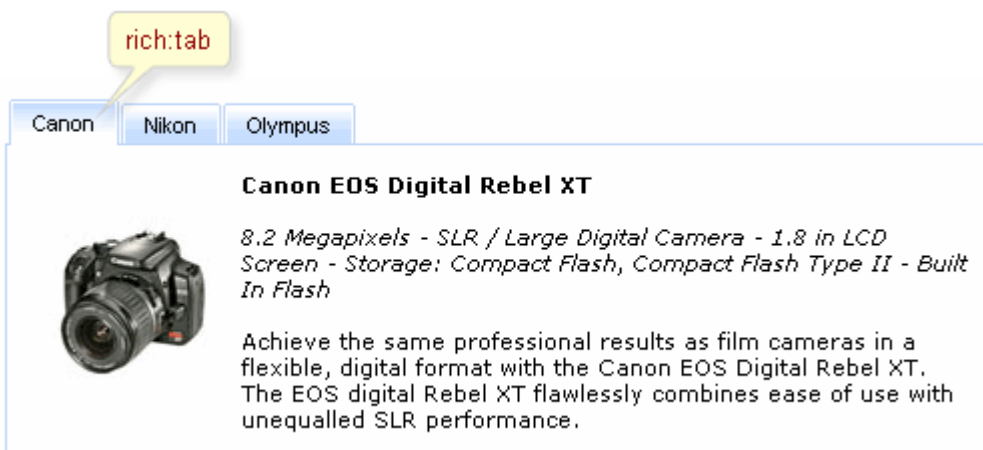 rich:tab
Canon Nikon Olympus
Canon EOS Digital Rebel XT
8.2 Megapixels - SLR / Large Digital Camera - 1.8 in LCD
Screen - Storage: Compact Flash, Compact Flash Type II - Built
In Flash
Achieve the same professional results as film cameras in a
flexible, digital format with the Canon EOS Digital Rebel XT.
The EOS digital Rebel XT flawlessly combines ease of use with
unequalled SLR performance.